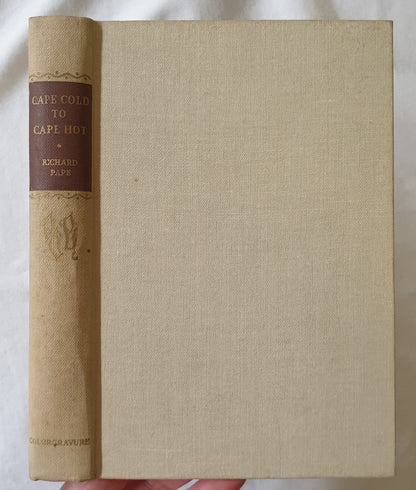 CAPE COLD
TO
CAPE HOT
RICHARD
PAPE
COLORGRAVURE